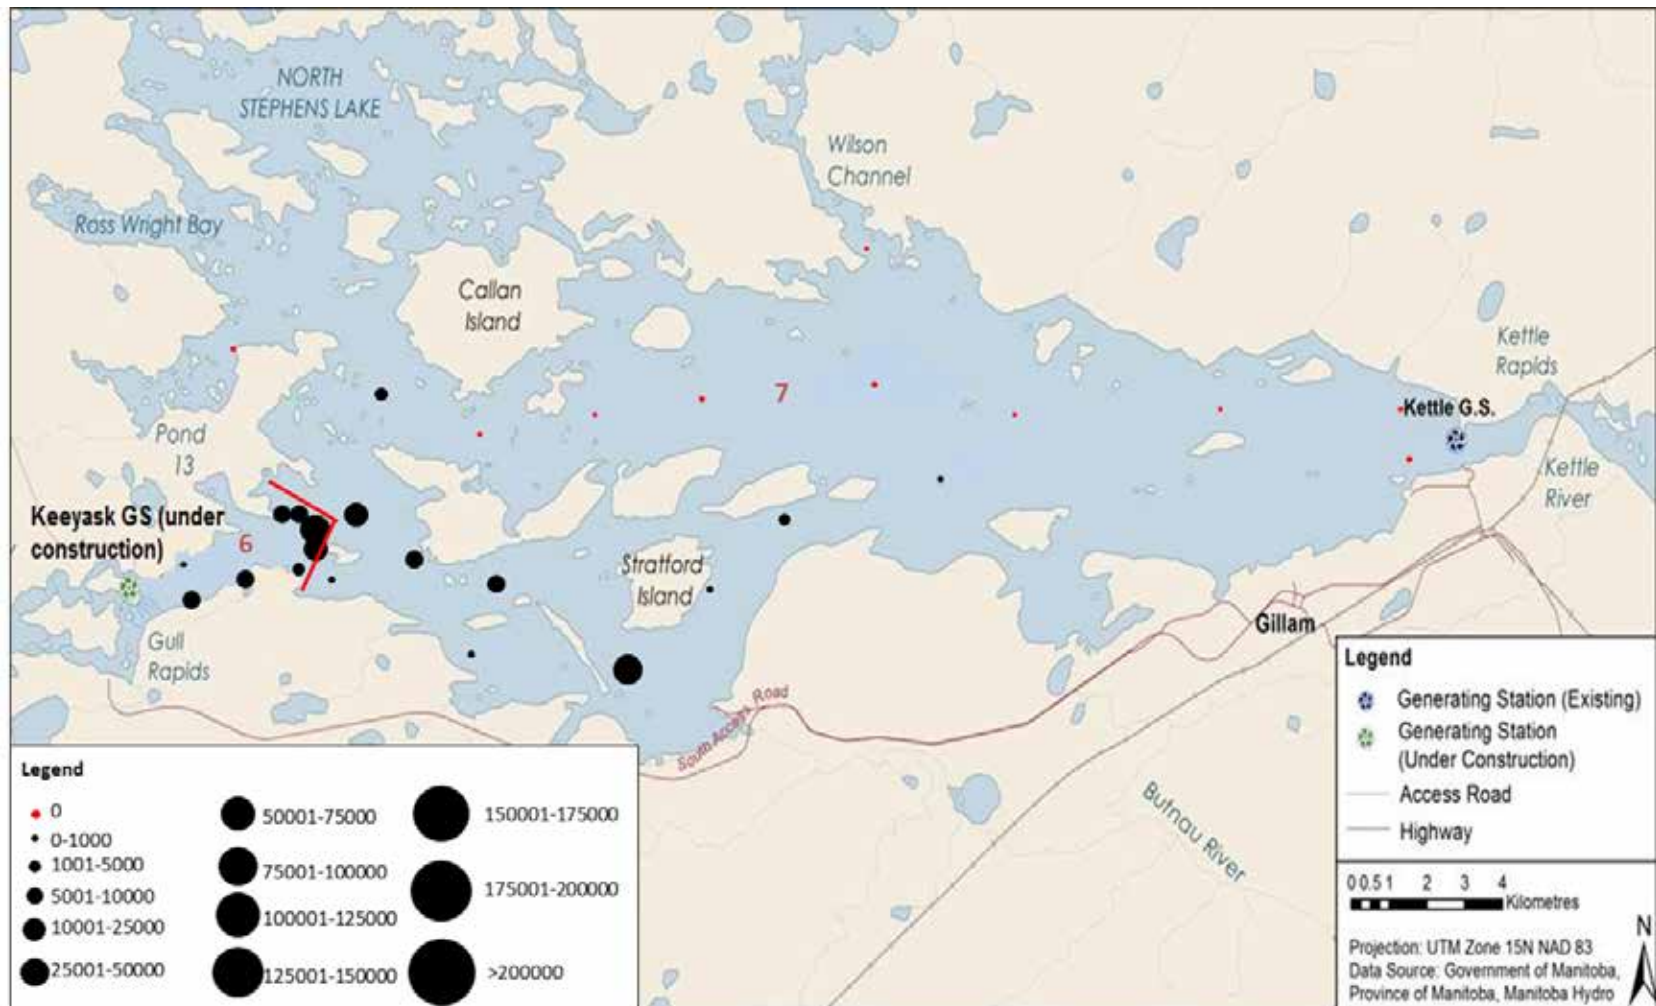 NORTH
STEPHENS LAKE
Wilson
Channel
Ross Wright Bay
Callan
Island
Kettle
Rapids
7
Kettle G.S.
Pond
13
Kettle
River
Keeyask GS (under
construction)
6
Stratford
Island
Gillam
Gull
Rapids
South Access Road
Butnau River
Legend
0
0-1000
1001-5000
5001-10000
10001-25000
25001-50000
50001-75000
75001-100000
100001-125000
125001-150000
150001-175000
175001-200000
>200000
Legend
Generating Station (Existing)
Generating Station
(Under Construction)
Access Road
Highway
0 0.5 1 2 3 4
Kilometres
N
Projection: UTM Zone 15N NAD 83
Data Source: Government of Manitoba,
Province of Manitoba, Manitoba Hydro